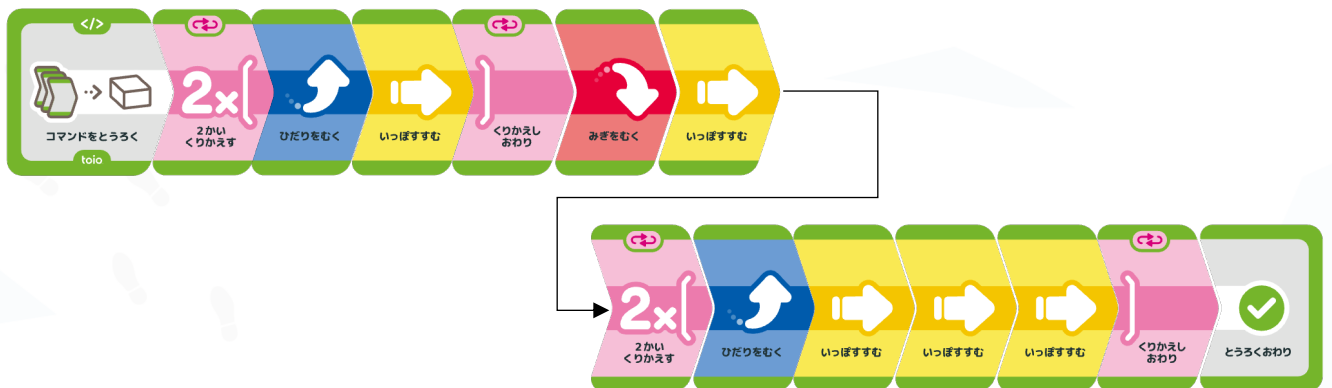 </>
コマンドをとうろく
toio
2x
2かい
くりかえす
ひだりをむく
いっぽすすむ
くりかえし
おわり
みぎをむく
いっぽすすむ
2x
2かい
くりかえす
ひだりをむく
いっぽすすむ
いっぽすすむ
いっぽすすむ
くりかえし
おわり
とうろくおわり